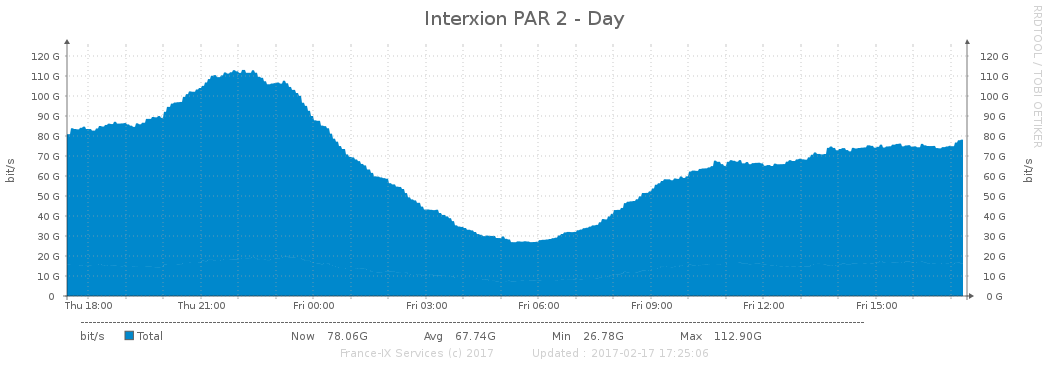 Interxion PAR 2 - Day
RRDTOOL / TOBI OETIKER
bit/s
120 G
110 G
100 G
90 G
80 G
70 G
60 G
50 G
40 G
30 G
20 G
10 G
0
120 G
110 G
100 G
90 G
80 G
70 G
60 G
50 G
40 G
30 G
20 G
10 G
0 G
bit/s
Thu 18:00 Thu 21:00 Fri 00:00 Fri 03:00 Fri 06:00 Fri 09:00 Fri 12:00 Fri 15:00
bit/s Total Now 78.06G Avg 67.74G Min 26.78G Max 112.90G
France-IX Services (c) 2017 Updated : 2017-02-17 17:25:06